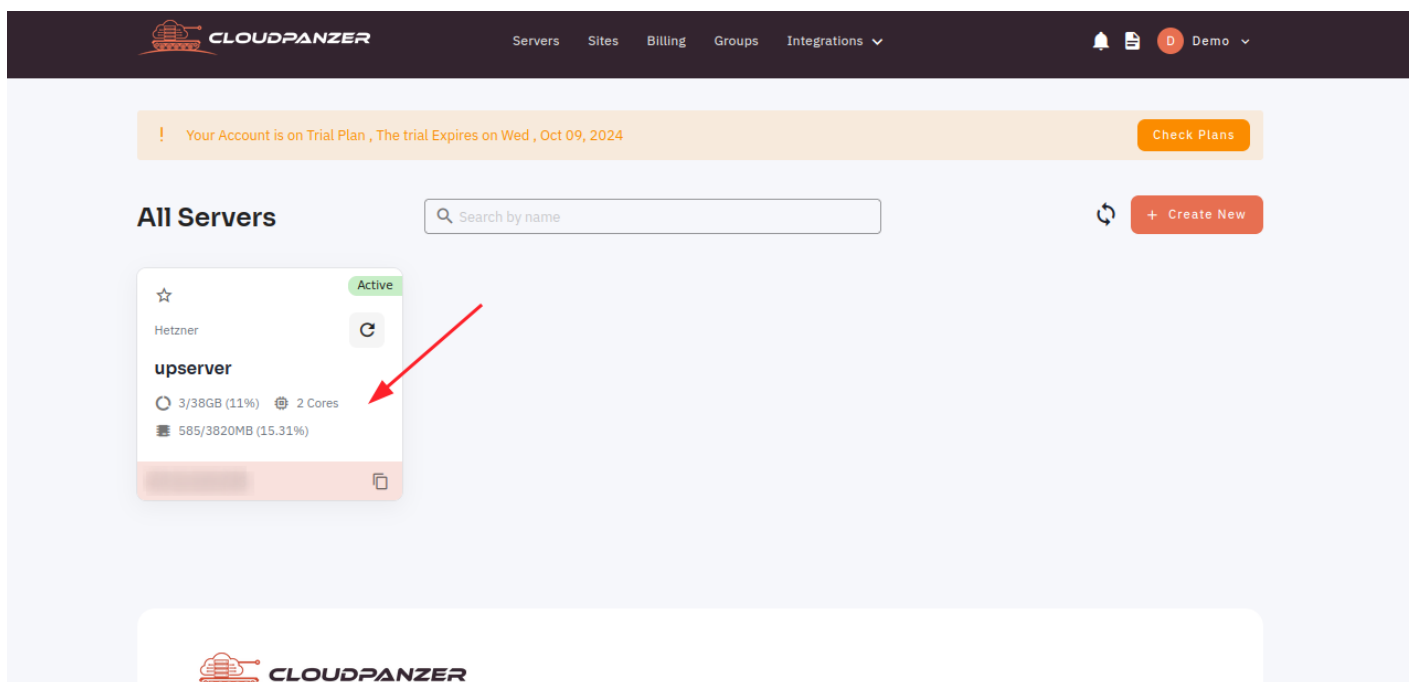 CLOUDPANZER
Servers Sites Billing Groups Integrations
D Demo
! Your Account is on Trial Plan , The trial Expires on Wed , Oct 09, 2024
Check Plans
All Servers
Search by name
+ Create New
Active
Hetzner
upserver
3/38GB (11%) 2 Cores
585/3820MB (15.31%)
CLOUDPANZER